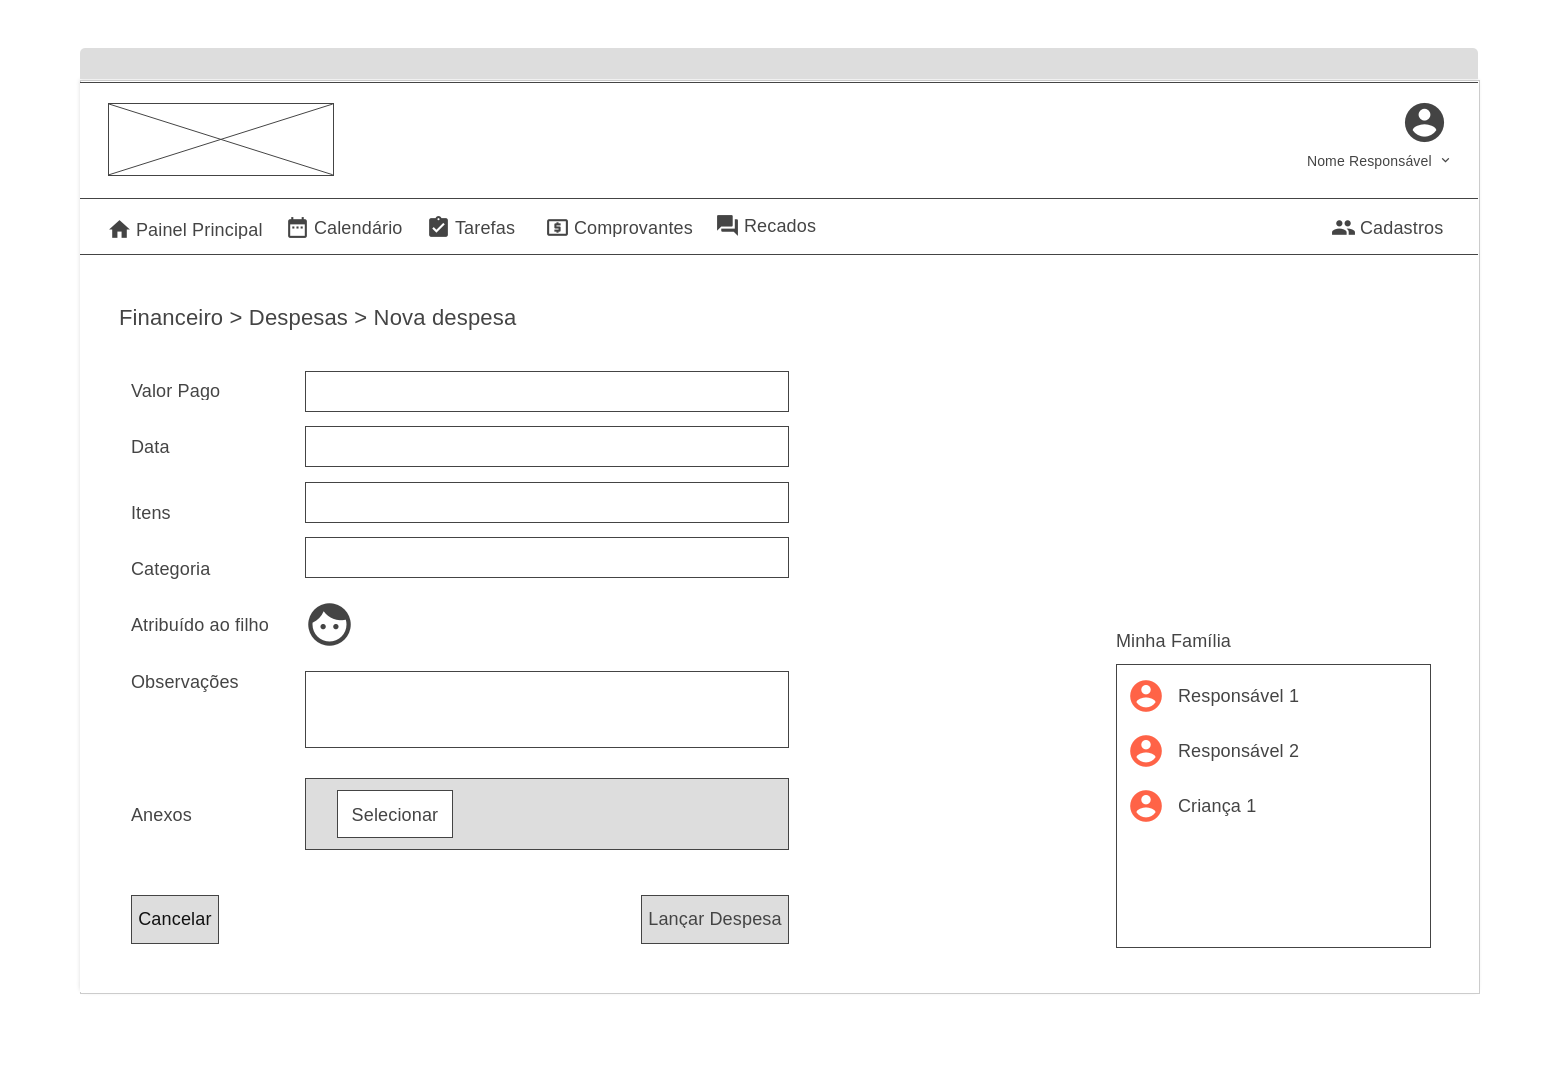 Nome Responsável
Painel Principal
Calendário
Tarefas
Comprovantes
Recados
Cadastros
Financeiro > Despesas > Nova despesa
Valor Pago
Data
Itens
Categoria
Atribuído ao filho
Observações
Anexos
Selecionar
Cancelar
Lançar Despesa
Minha Família
Responsável 1
Responsável 2
Criança 1